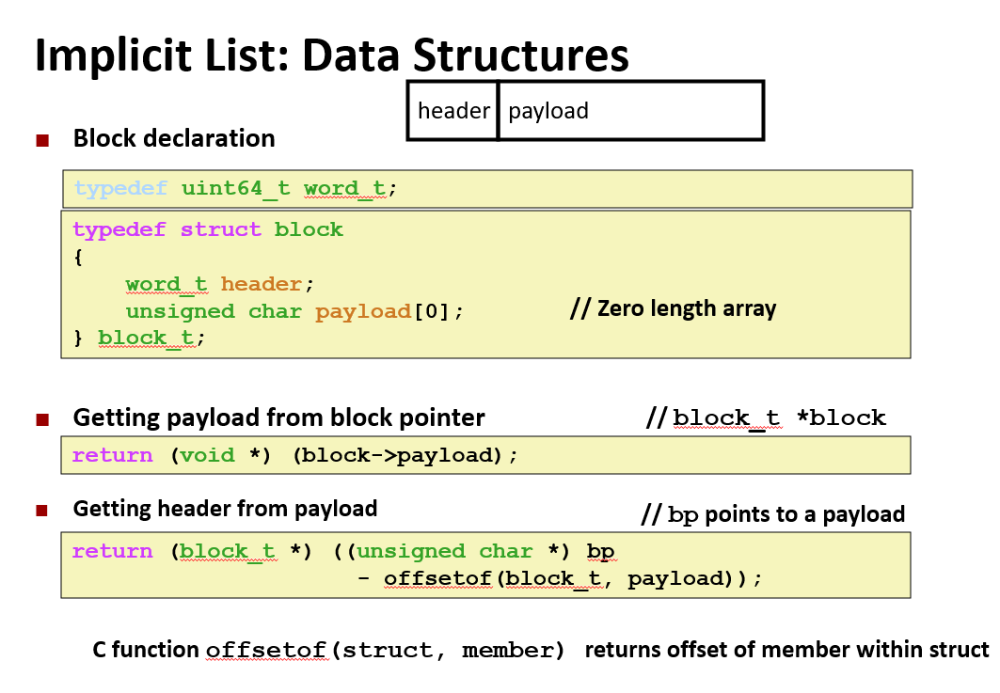 Implicit List: Data Structures
header payload
Block declaration
typedef uint64_t word_t;
typedef struct block
{
word_t header;
unsigned char payload[0]; // Zero length array
} block_t;
Getting payload from block pointer // block_t *block
return (void *) (block->payload);
Getting header from payload // bp points to a payload
return (block_t *) ((unsigned char *) bp
- offsetof(block_t, payload));
C function offsetof(struct, member) returns offset of member within struct